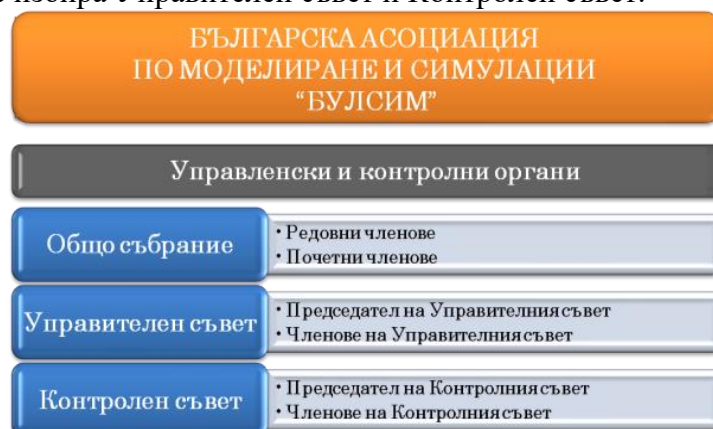 избира Управителен съвет и Контролен съвет.
БЪЛГАРСКА АСОЦИАЦИЯ
ПО МОДЕЛИРАНЕ И СИМУЛАЦИИ
“БУЛСИМ”
Управленски и контролни органи
Общо събрание
• Редовни членове
• Почетни членове
Управителен съвет
• Председател на Управителния съвет
• Членове на Управителния съвет
Контролен съвет
• Председател на Контролния съвет
• Членове на Контролния съвет